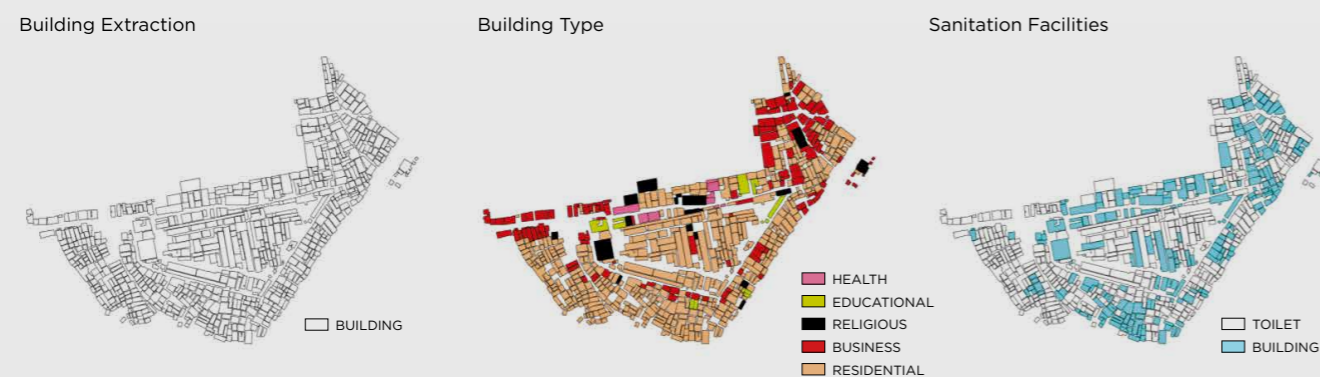 Building Extraction
Building Type
Sanitation Facilities
BUILDING
HEALTH
EDUCATIONAL
RELIGIOUS
BUSINESS
RESIDENTIAL
TOILET
BUILDING